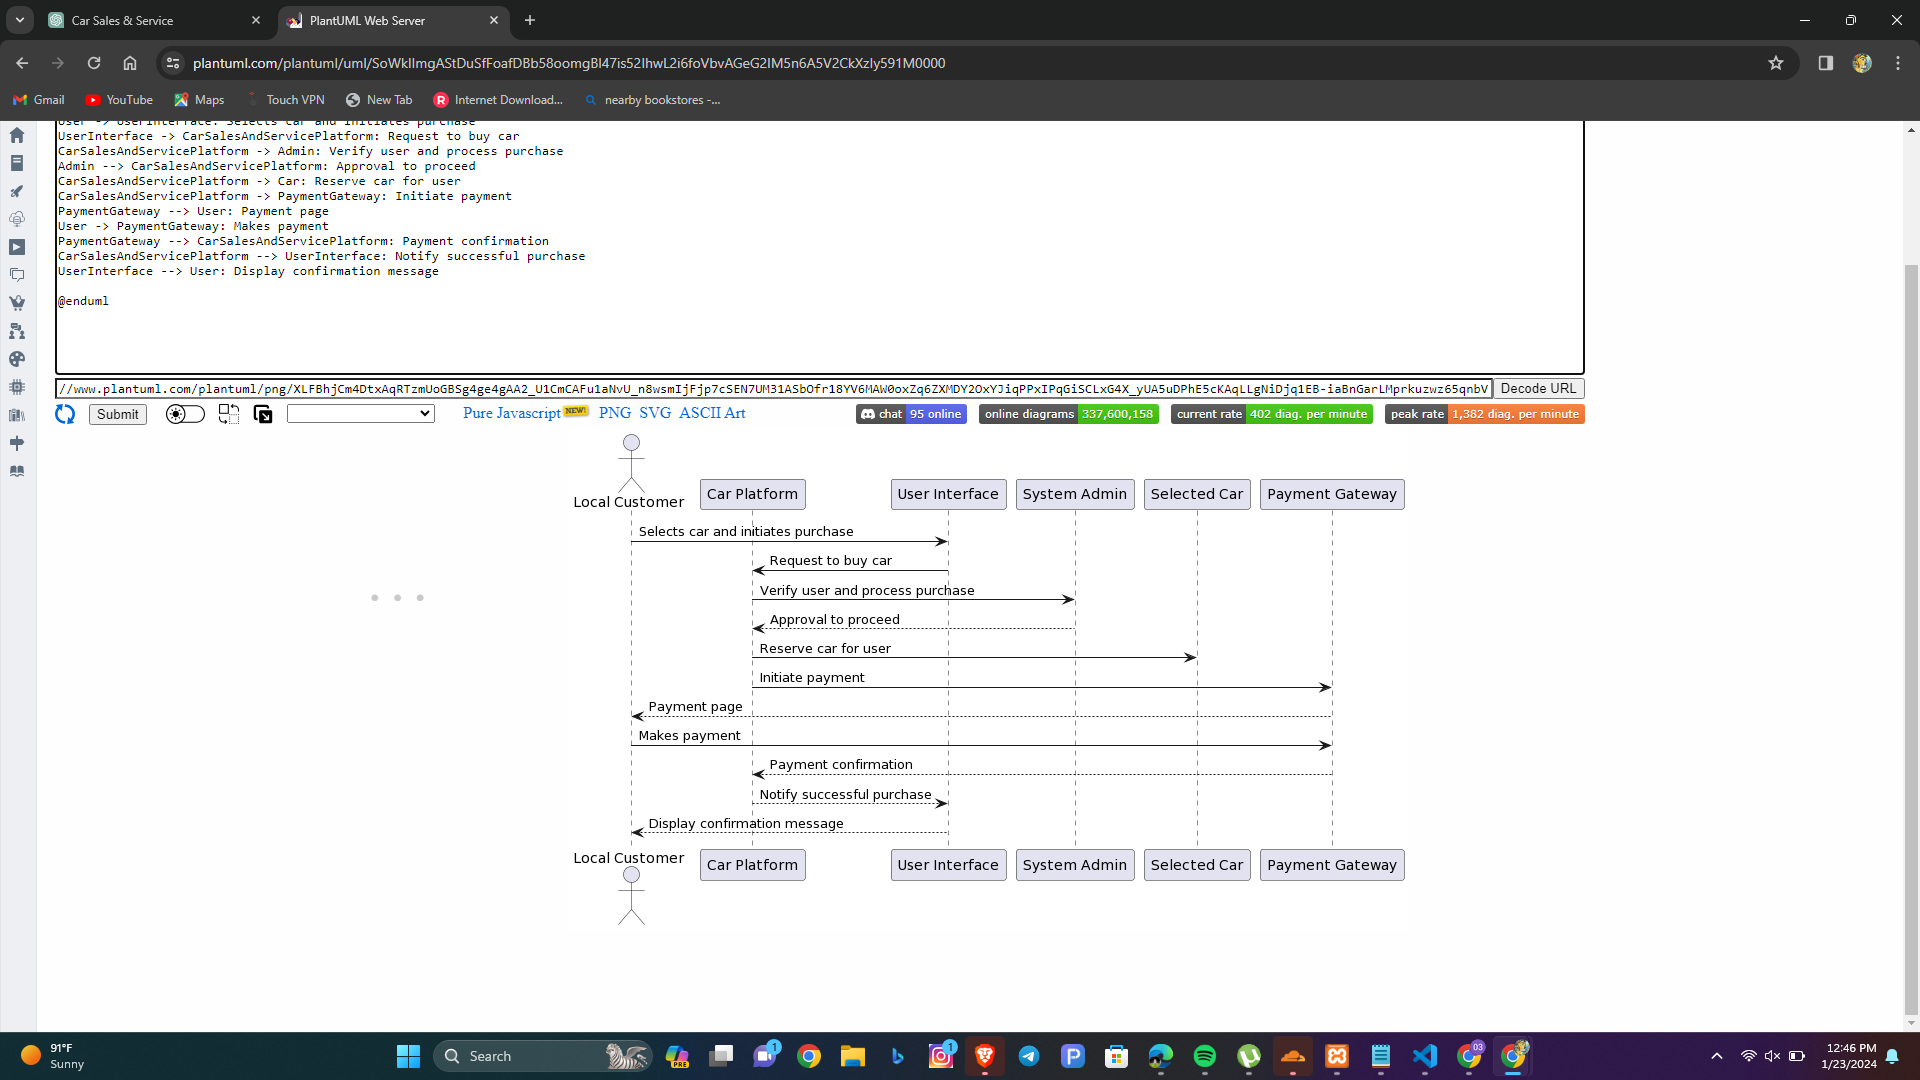 Car Sales & Service
PlantUML Web Server
plantuml.com/plantuml/uml/SoWkIImgAStDuSfFoafDBb58oomgBI47is52IhwL2i6foVbvAGeG2IM5n6A5V2CkXzIy591M0000
Gmail
YouTube
Maps
Touch VPN
New Tab
Internet Download...
nearby bookstores -...
User -> UserInterface: Selects car and initiates purchase
UserInterface -> CarSalesAndServicePlatform: Request to buy car
CarSalesAndServicePlatform -> Admin: Verify user and process purchase
Admin --> CarSalesAndServicePlatform: Approval to proceed
CarSalesAndServicePlatform -> Car: Reserve car for user
CarSalesAndServicePlatform -> PaymentGateway: Initiate payment
PaymentGateway --> User: Payment page
User -> PaymentGateway: Makes payment
PaymentGateway --> CarSalesAndServicePlatform: Payment confirmation
CarSalesAndServicePlatform --> UserInterface: Notify successful purchase
UserInterface --> User: Display confirmation message
@enduml
//www.plantuml.com/plantuml/png/XLFBhjCm4DtxAqRTzmUoGBSg4ge4gAA2_U1CmCAFu1aNvU_n8wsmIjFjp7cSEN7UM31ASbOfr18YV6MAW0oxZq6ZXMDY2OxYJiqPPxIPqGiSCLxG4X_yUA5uDPhE5cKAqLLgNiDjq1EB-iaBnGarLMprkuzwz65qnbV
Decode URL
Submit
Pure Javascript NEW! PNG SVG ASCII Art
chat 95 online
online diagrams 337,600,158
current rate 402 diag. per minute
peak rate 1,382 diag. per minute
Local Customer
Car Platform
User Interface
System Admin
Selected Car
Payment Gateway
Selects car and initiates purchase
Request to buy car
Verify user and process purchase
Approval to proceed
Reserve car for user
Initiate payment
Payment page
Makes payment
Payment confirmation
Notify successful purchase
Display confirmation message
Local Customer
Car Platform
User Interface
System Admin
Selected Car
Payment Gateway
91°F
Sunny
Search
PRE
1
1
03
12:46 PM
1/23/2024